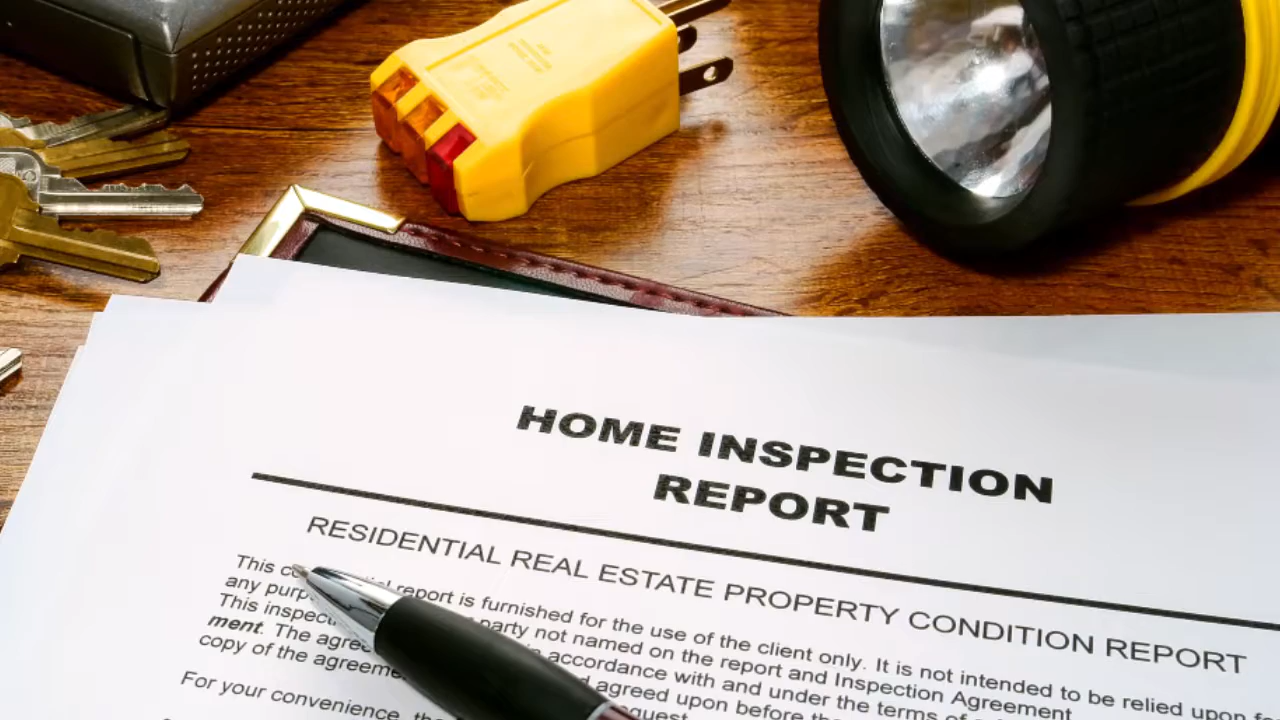 HOME INSPECTION
REPORT
RESIDENTIAL REAL ESTATE PROPERTY CONDITION REPORT
This report is furnished for the use of the client only. It is not intended to be relied upon
any party not named on the report and Inspection Agreement
This in accordance with and under the terms of
ment. The agreed upon before the
copy of the request.
For your convenience,